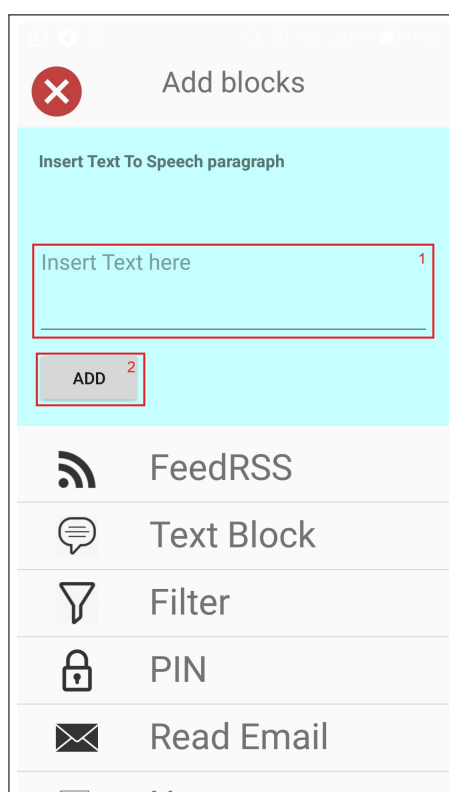 Add blocks
Insert Text To Speech paragraph
Insert Text here 1
ADD 2
FeedRSS
Text Block
Filter
PIN
Read Email